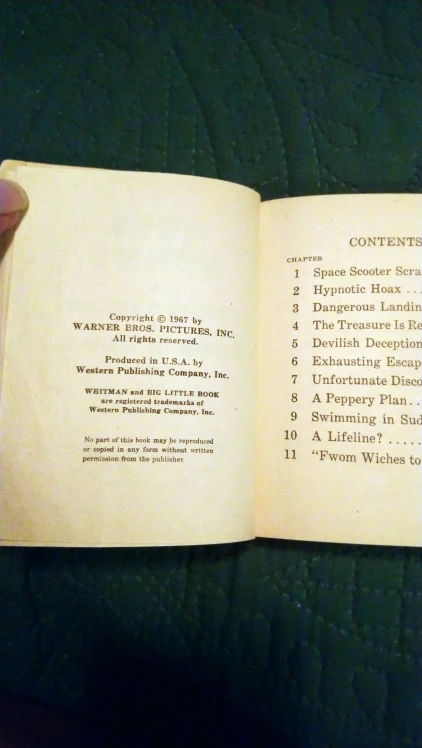 Copyright © 1967 by
WARNER BROS. PICTURES, INC.
All rights reserved.
Produced in U.S.A. by
Western Publishing Company, Inc.
WHITMAN and BIG LITTLE BOOK
are registered trademarks of
Western Publishing Company, Inc.
No part of this book may be reproduced
or copied in any form without written
permission from the publisher.
CONTENTS
CHAPTER
1 Space Scooter Scra
2 Hypnotic Hoax . . .
3 Dangerous Landin
4 The Treasure Is Re
5 Devilish Deception
6 Exhausting Escape
7 Unfortunate Disco
8 A Peppery Plan . . .
9 Swimming in Sud
10 A Lifeline? . . . . .
11 "Fwom Wiches to